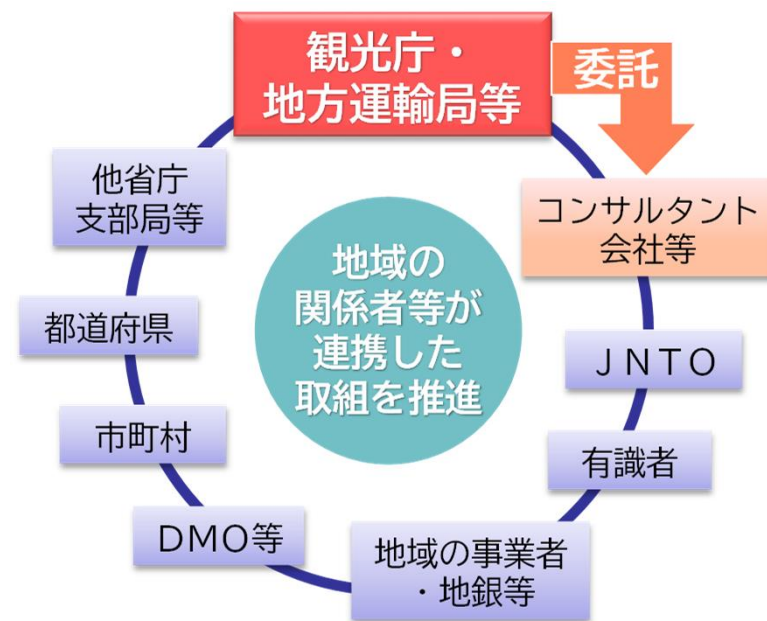 観光庁・
地方運輸局等
委託
他省庁
支部局等
コンサルタント
会社等
地域の
関係者等が
連携した
取組を推進
都道府県
ＪＮＴＯ
市町村
有識者
ＤＭＯ等
地域の事業者
・地銀等